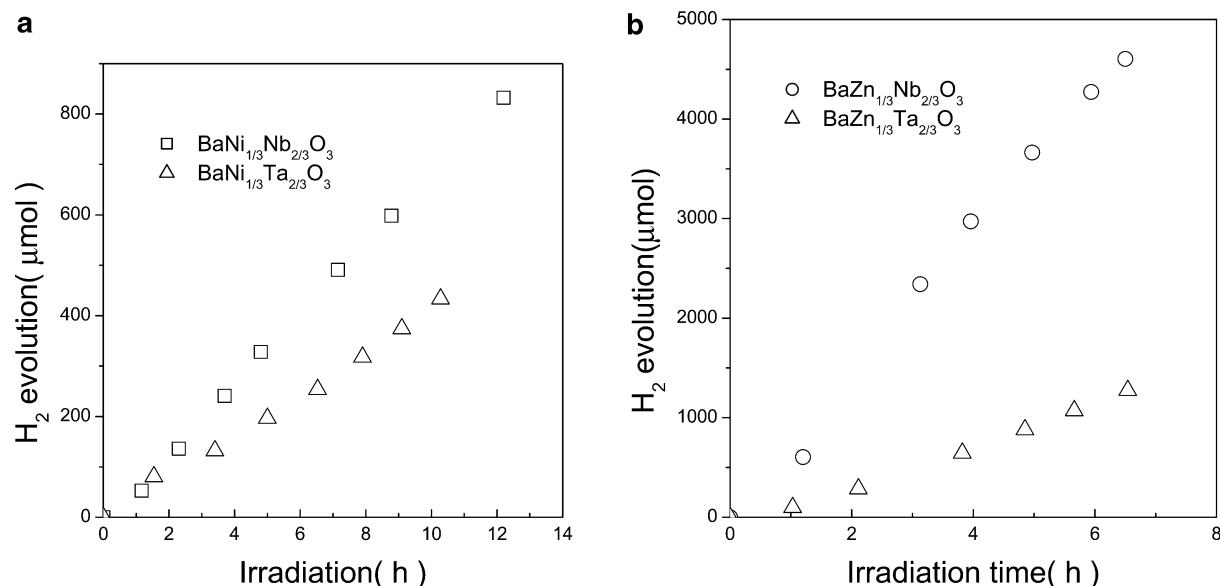 a
BaNi1/3Nb2/3O3
BaNi1/3Ta2/3O3
H2 evolution( μmol )
800
600
400
200
0
0 2 4 6 8 10 12 14
Irradiation( h )
b
BaZn1/3Nb2/3O3
BaZn1/3Ta2/3O3
H2 evolution(μmol)
5000
4000
3000
2000
1000
0
0 2 4 6 8
Irradiation time( h )